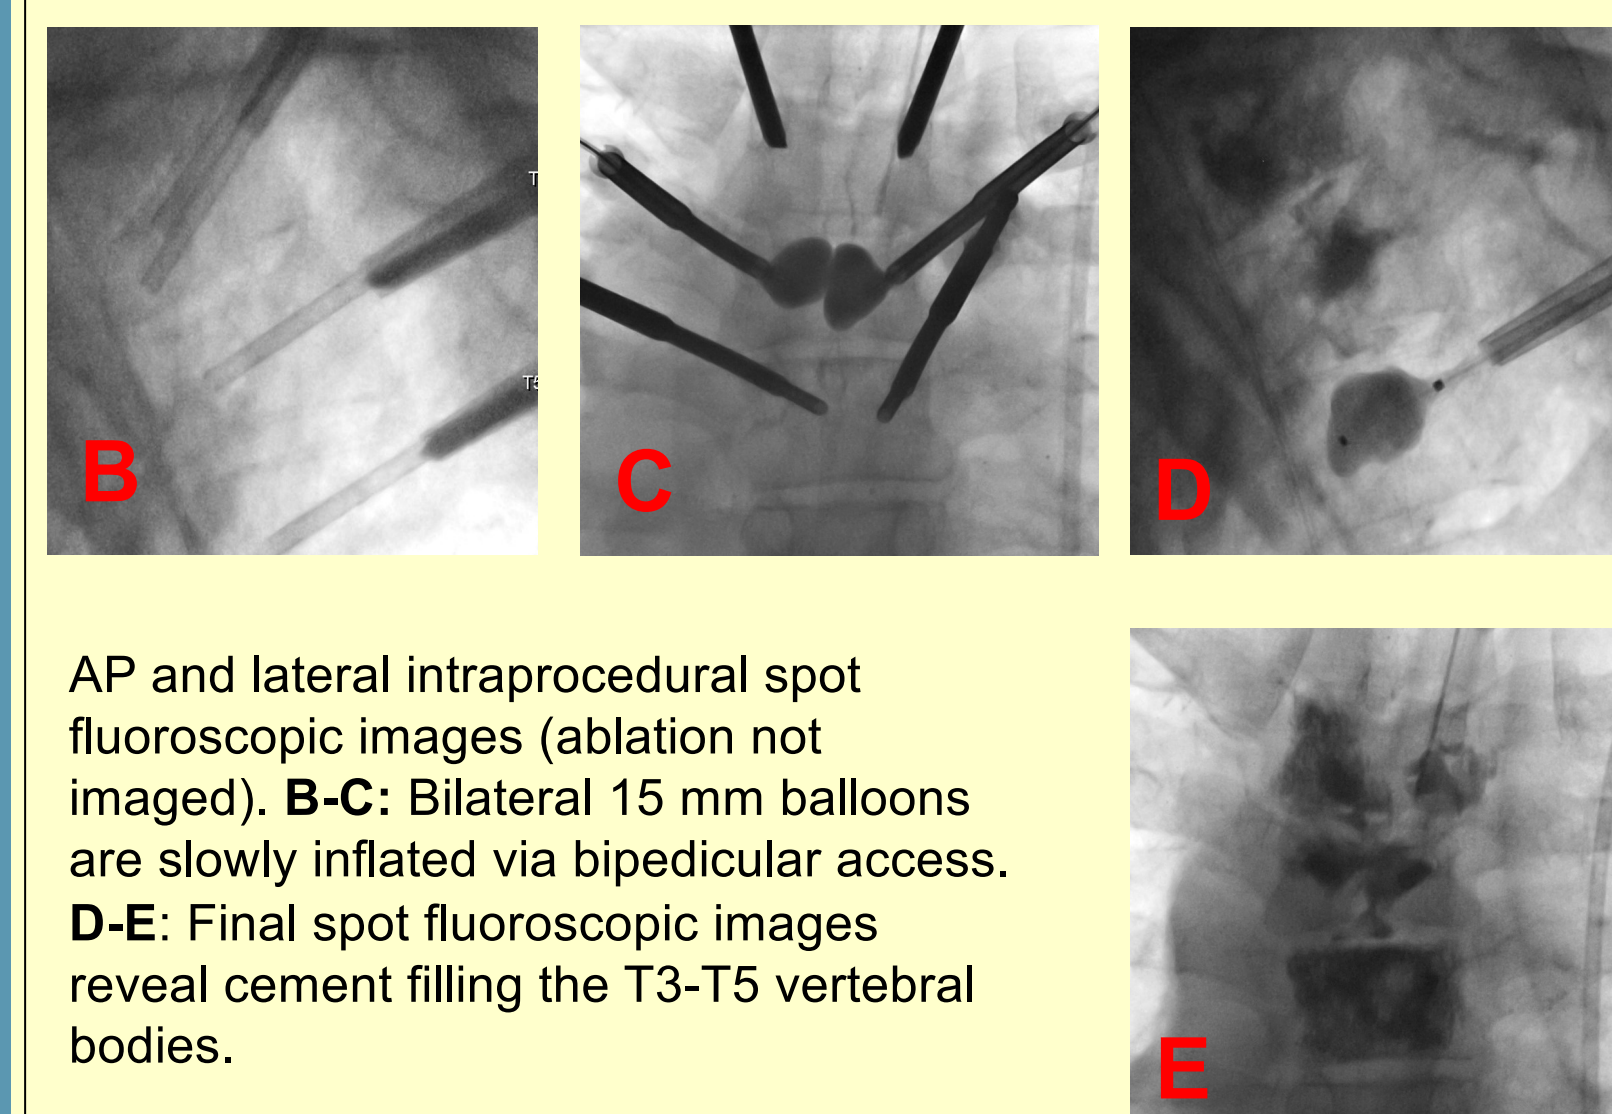 T
T5
B
C
D
AP and lateral intraprocedural spot
fluoroscopic images (ablation not
imaged). B-C: Bilateral 15 mm balloons
are slowly inflated via bipedicular access.
D-E: Final spot fluoroscopic images
reveal cement filling the T3-T5 vertebral
bodies.
E